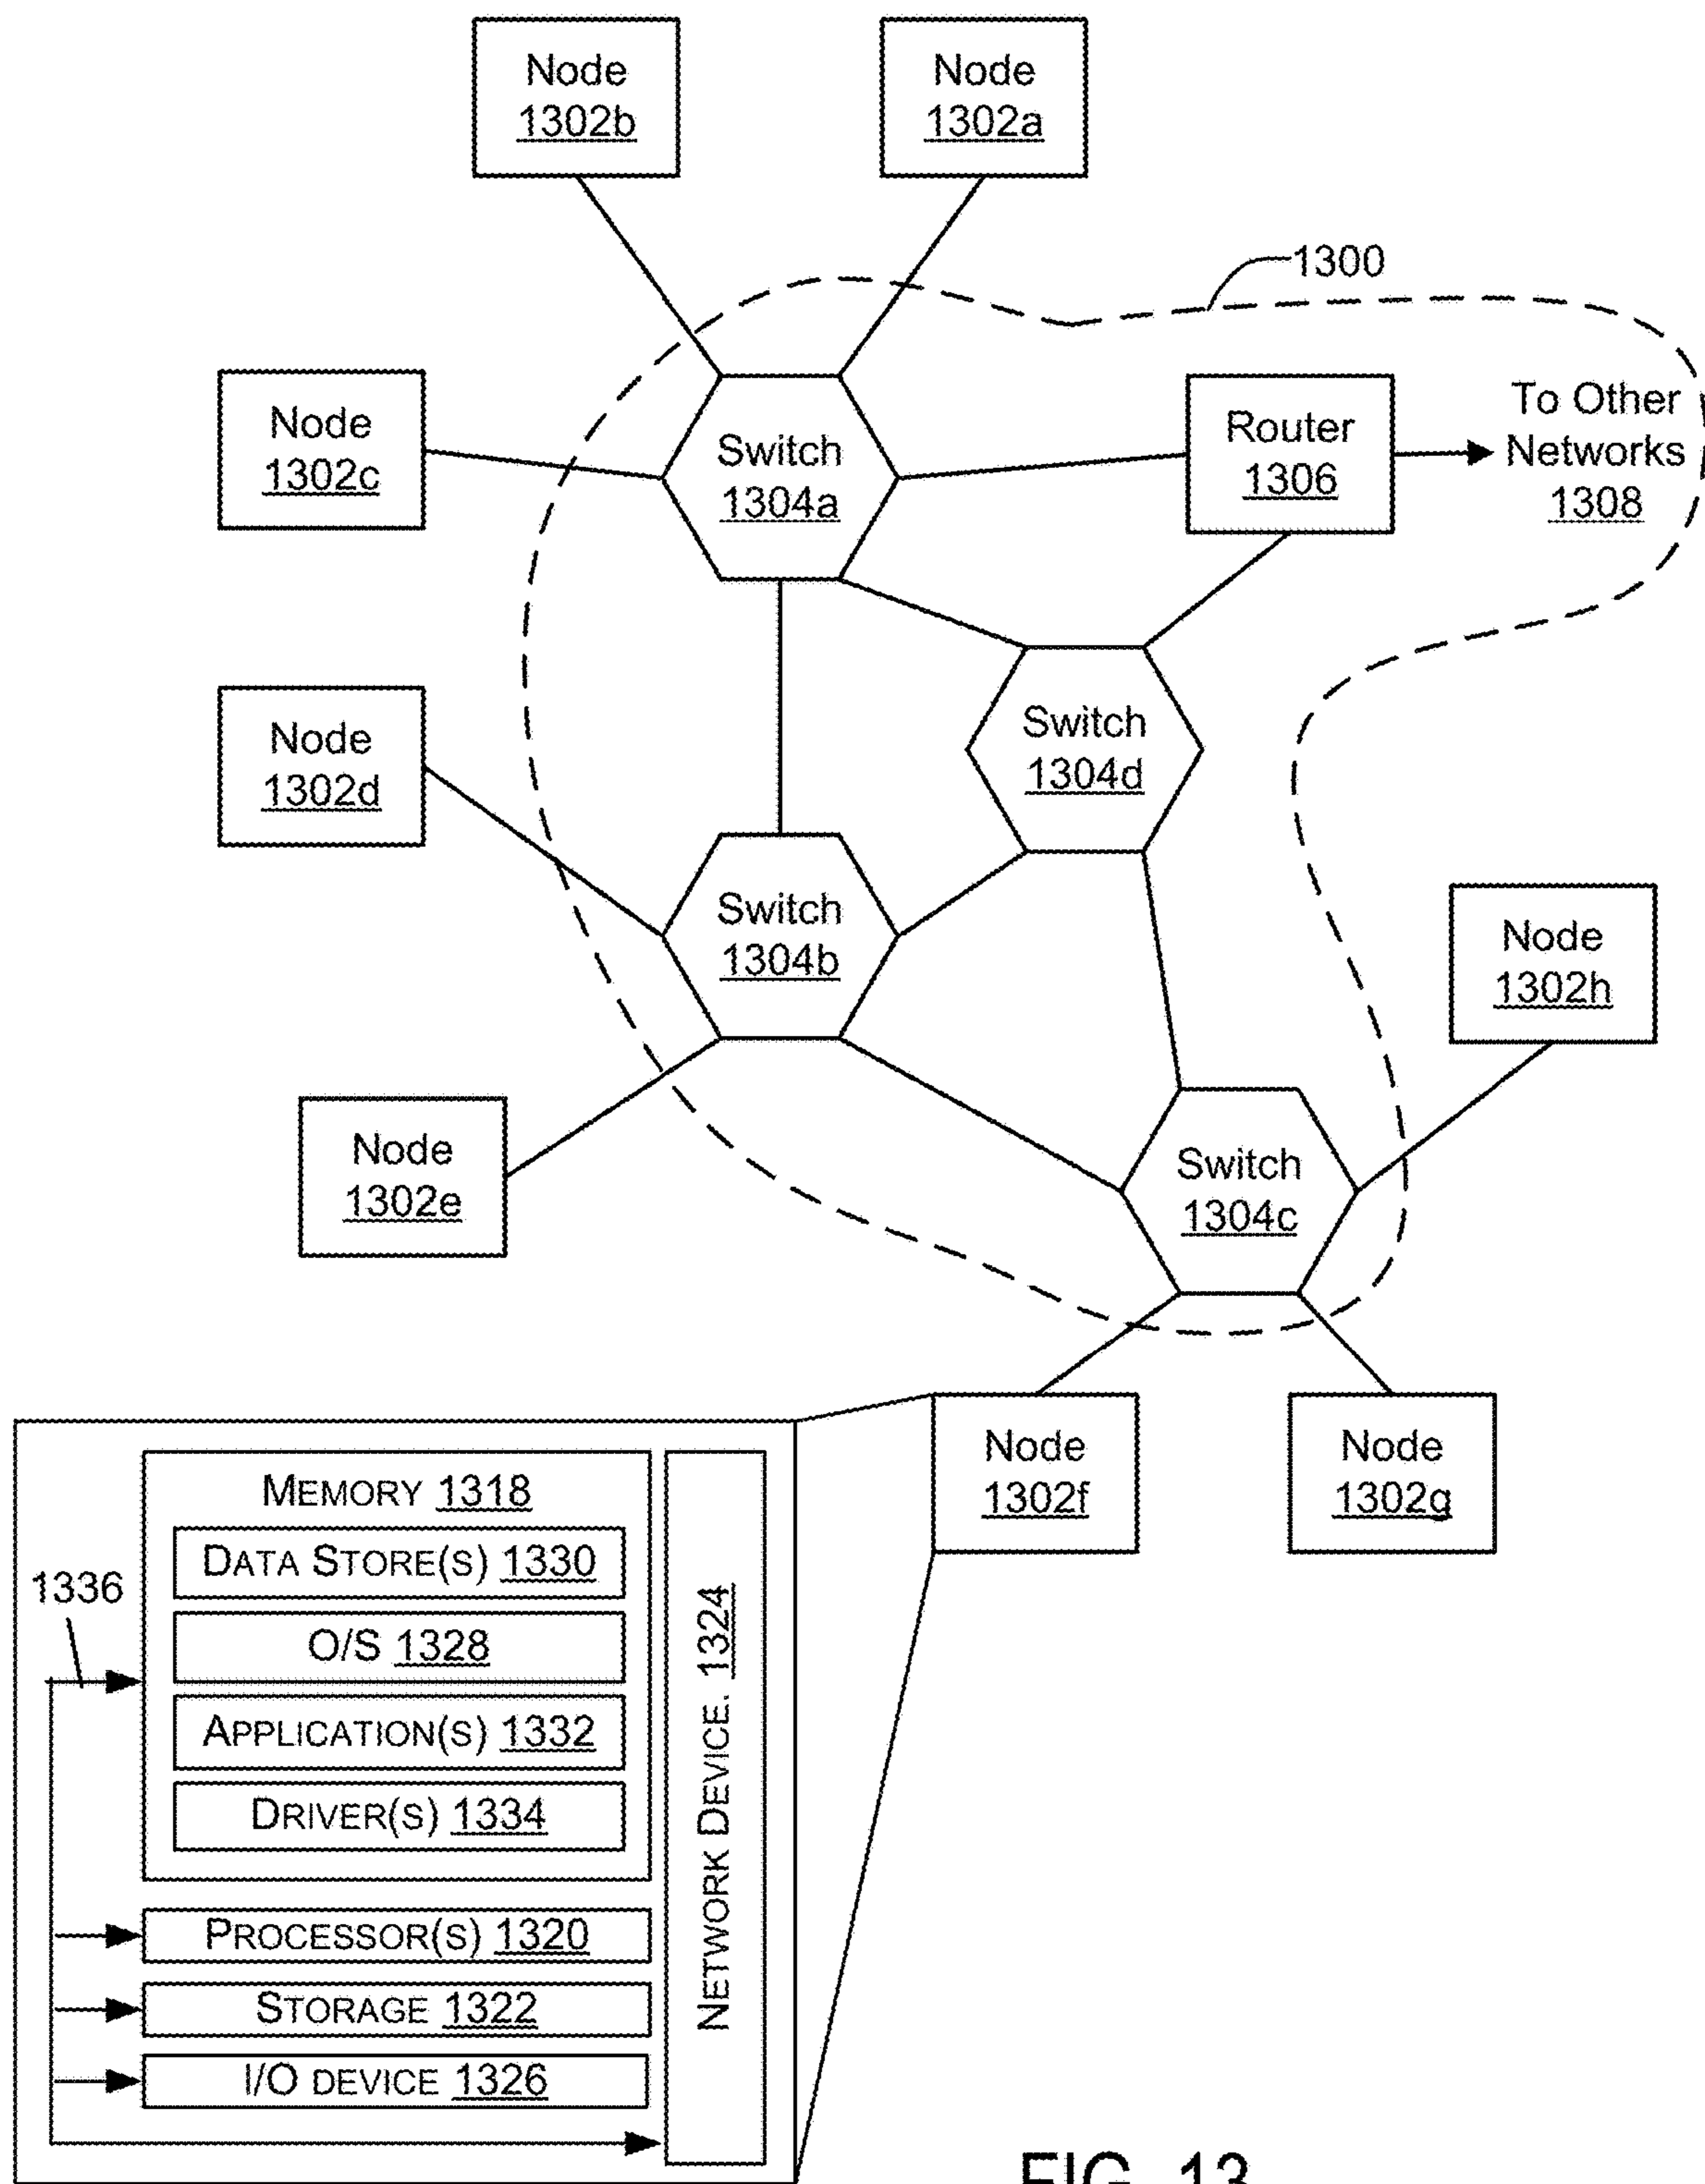 Node
1302b
Node
1302a
1300
Node
1302c
Switch
1304a
Router
1306
To Other
Networks
1308
Node
1302d
Switch
1304d
Switch
1304b
Node
1302h
Node
1302e
Switch
1304c
Node
1302f
Node
1302g
MEMORY 1318
DATA STORE(S) 1330
1336
O/S 1328
APPLICATION(S) 1332
DRIVER(S) 1334
PROCESSOR(S) 1320
STORAGE 1322
I/O DEVICE 1326
NETWORK DEVICE. 1324
FIG. 13